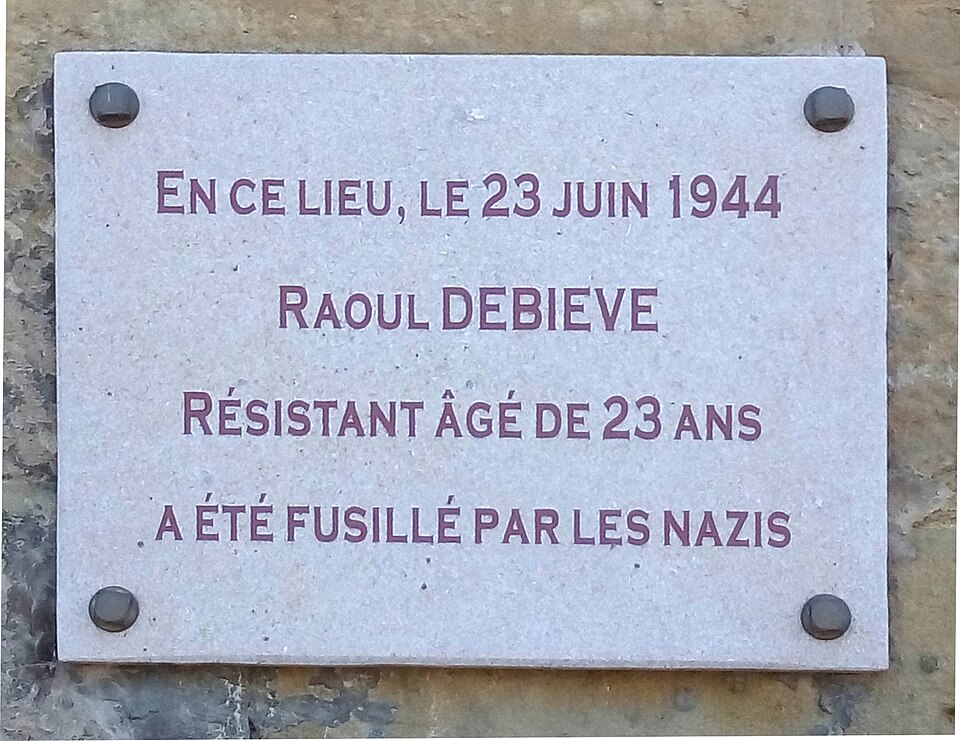 En ce lieu, le 23 juin 1944
Raoul DEBIEVE
Résistant âgé de 23 ans
a été fusillé par les nazis